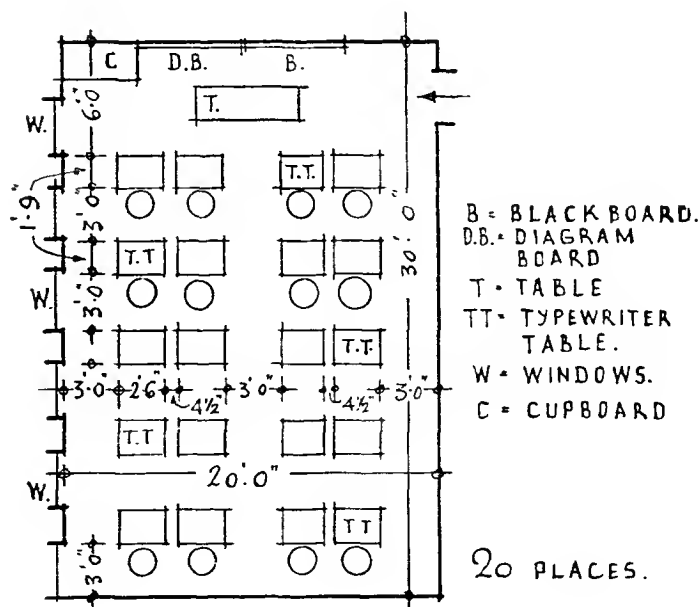 C D.B. B.
T.
W.
6'.0"
T.T.
1'-9"
3'.0"
30'.0"
T.T
W.
3'.0"
T.T.
3'.0" 2'6" 4½" 3'.0" 4½" 3'.0"
T.T
20'.0"
W.
TT
3'.0"
B = BLACKBOARD.
D.B. = DIAGRAM
BOARD
T = TABLE
TT = TYPEWRITER
TABLE.
W = WINDOWS.
C = CUPBOARD
20 PLACES.